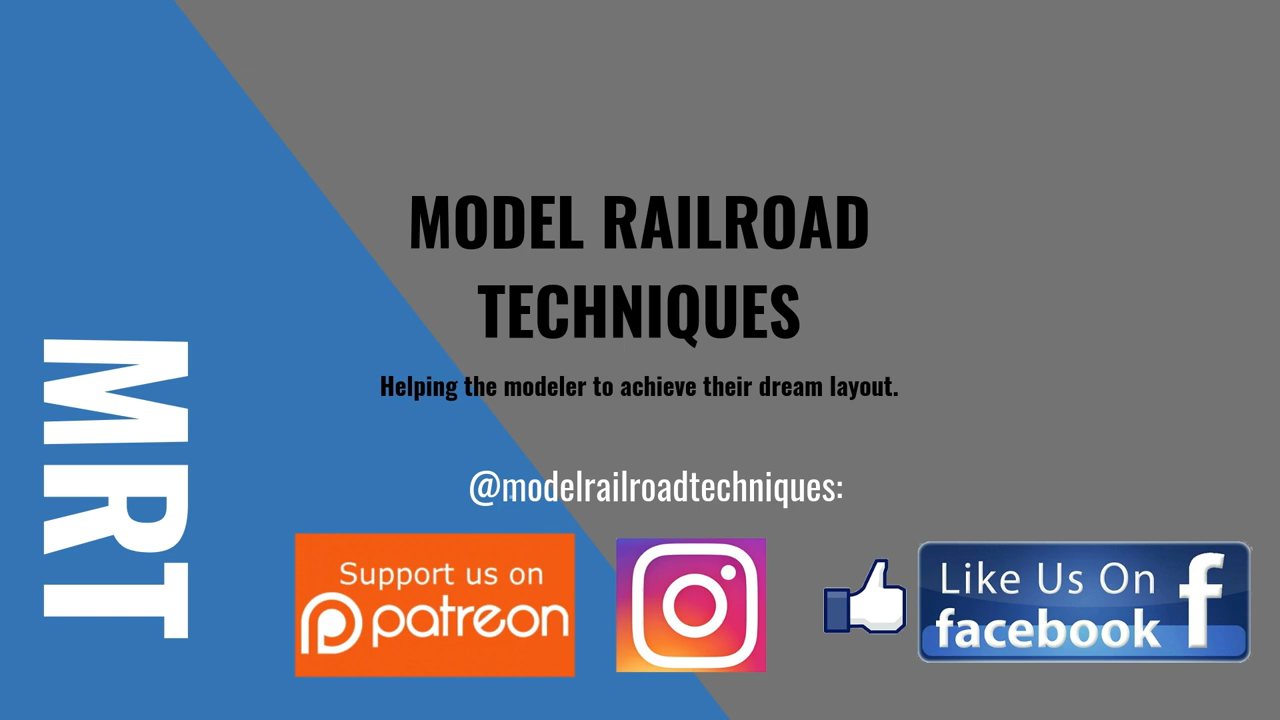 MODEL RAILROAD
TECHNIQUES
Helping the modeler to achieve their dream layout.
MRT
@modelrailroadtechniques:
Support us on
patreon
Like Us On
facebook
f